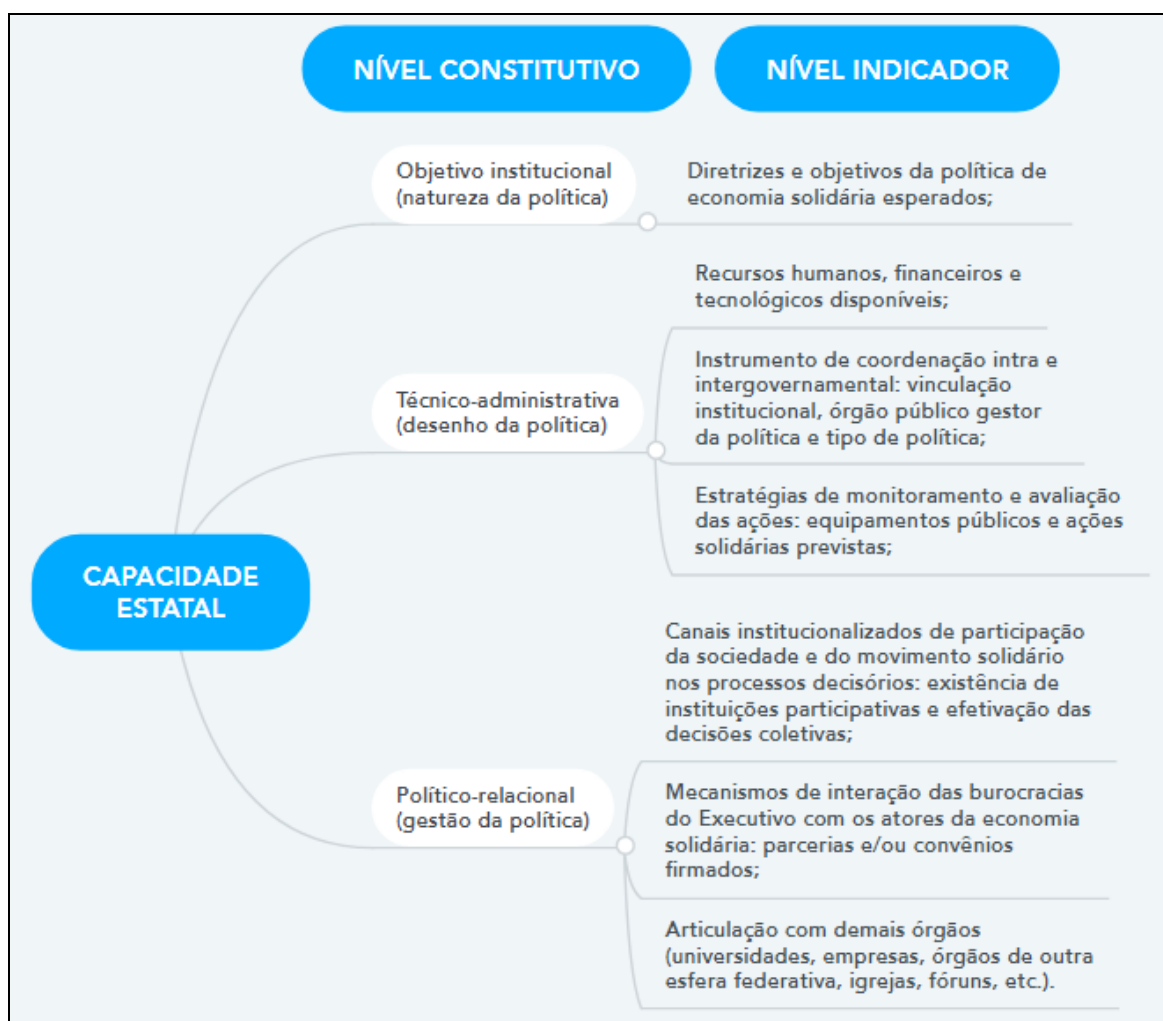 NÍVEL CONSTITUTIVO
NÍVEL INDICADOR
Objetivo institucional
(natureza da política)
Diretrizes e objetivos da política de
economia solidária esperados;
Recursos humanos, financeiros e
tecnológicos disponíveis;
Técnico-administrativa
(desenho da política)
Instrumento de coordenação intra e
intergovernamental: vinculação
institucional, órgão público gestor
da política e tipo de política;
Estratégias de monitoramento e avaliação
das ações: equipamentos públicos e ações
solidárias previstas;
CAPACIDADE
ESTATAL
Canais institucionalizados de participação
da sociedade e do movimento solidário
nos processos decisórios: existência de
instituições participativas e efetivação das
decisões coletivas;
Político-relacional
(gestão da política)
Mecanismos de interação das burocracias
do Executivo com os atores da economia
solidária: parcerias e/ou convênios
firmados;
Articulação com demais órgãos
(universidades, empresas, órgãos de outra
esfera federativa, igrejas, fóruns, etc.).